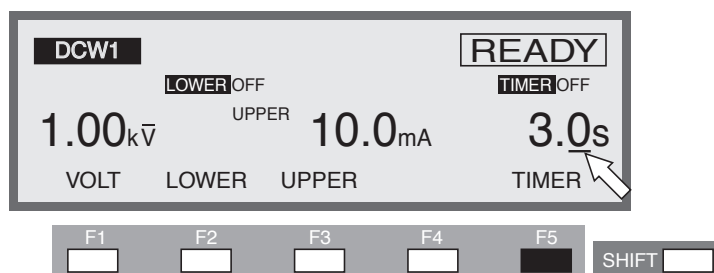 DCW1 READY
LOWER OFF TIMER OFF
1.00kV̅ UPPER 10.0mA 3.0s
VOLT LOWER UPPER TIMER
F1 F2 F3 F4 F5
SHIFT